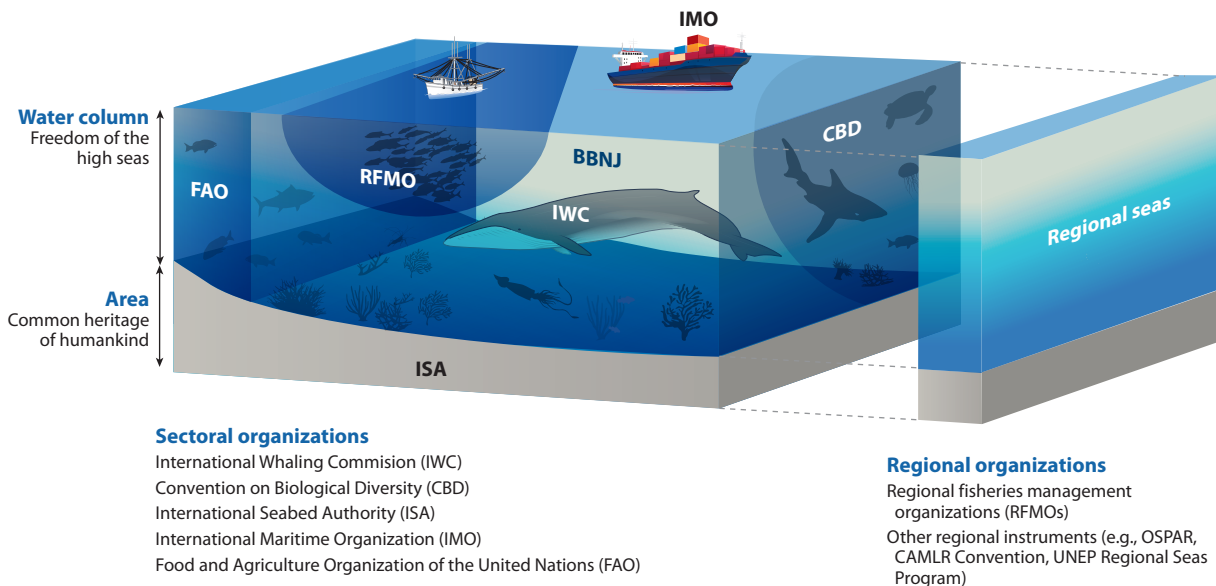 IMO
Water column
Freedom of the
high seas
FAO
RFMO
BBNJ
IWC
CBD
Regional seas
Area
Common heritage
of humankind
ISA
Sectoral organizations
International Whaling Commision (IWC)
Convention on Biological Diversity (CBD)
International Seabed Authority (ISA)
International Maritime Organization (IMO)
Food and Agriculture Organization of the United Nations (FAO)
Regional organizations
Regional fisheries management
organizations (RFMOs)
Other regional instruments (e.g., OSPAR,
CAMLR Convention, UNEP Regional Seas
Program)